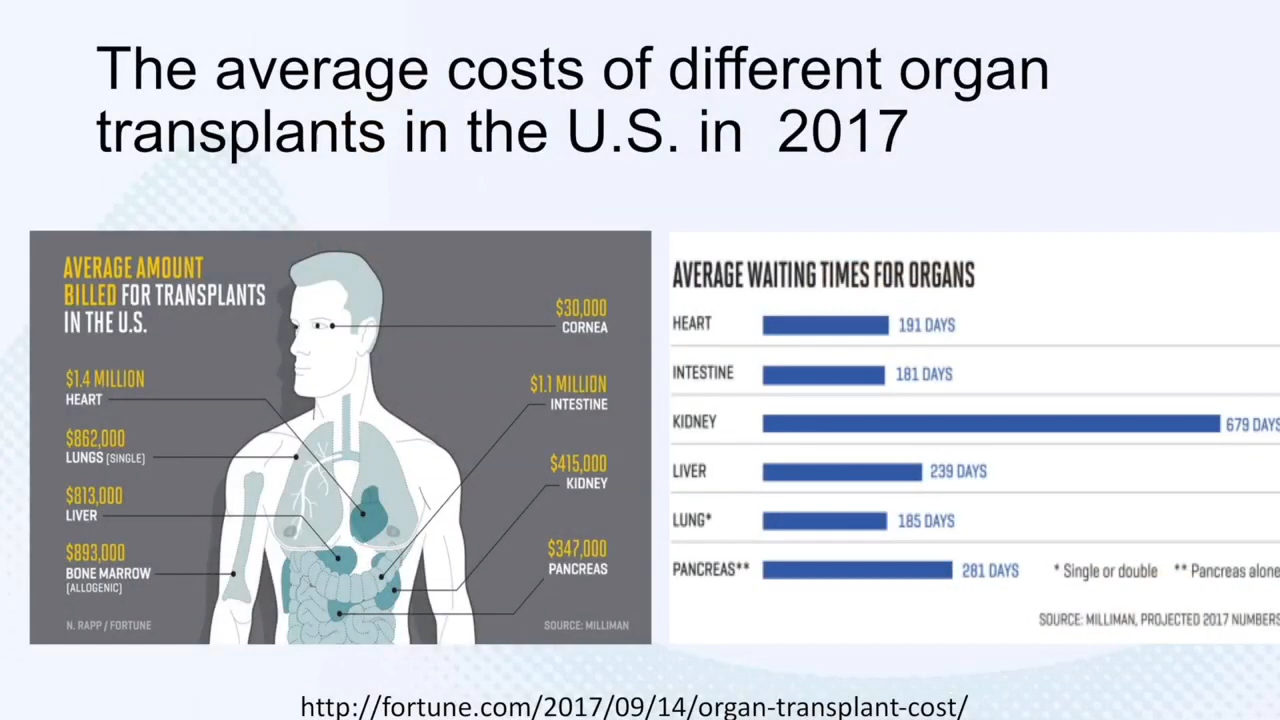 The average costs of different organ
transplants in the U.S. in 2017
AVERAGE AMOUNT
BILLED FOR TRANSPLANTS
IN THE U.S.
$1.4 MILLION
HEART
$862,000
LUNGS (SINGLE)
$813,000
LIVER
$893,000
BONE MARROW
(ALLOGENIC)
$30,000
CORNEA
$1.1 MILLION
INTESTINE
$415,000
KIDNEY
$347,000
PANCREAS
N. RAPP / FORTUNE
SOURCE: MILLIMAN
AVERAGE WAITING TIMES FOR ORGANS
HEART 191 DAYS
INTESTINE 181 DAYS
KIDNEY 679 DAYS
LIVER 239 DAYS
LUNG* 185 DAYS
PANCREAS** 281 DAYS * Single or double ** Pancreas alone
SOURCE: MILLIMAN, PROJECTED 2017 NUMBERS
http://fortune.com/2017/09/14/organ-transplant-cost/